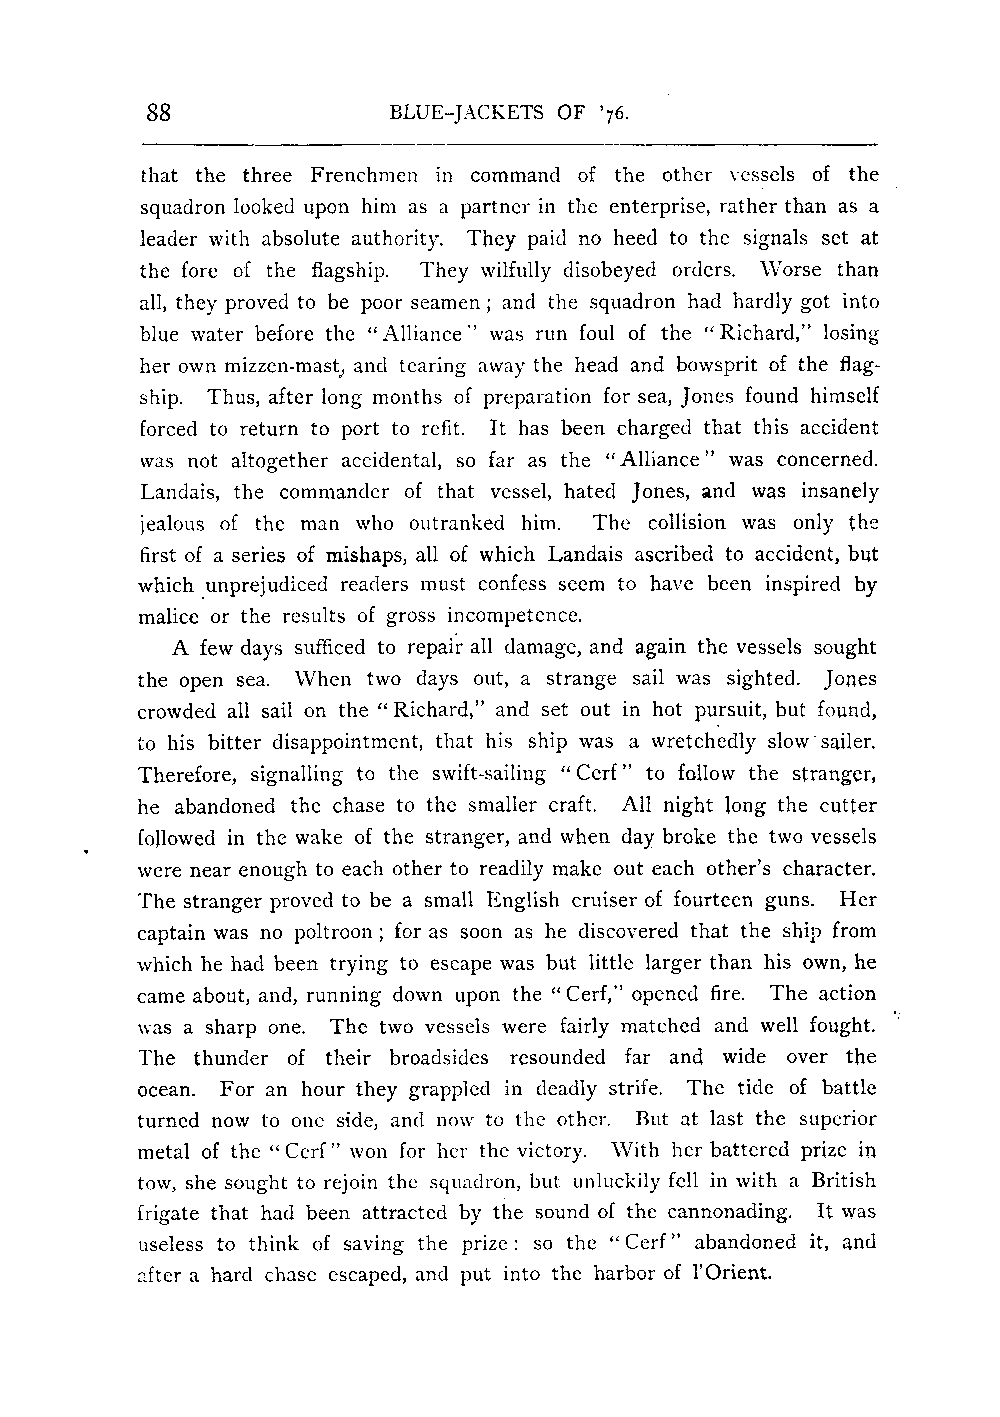 88 BLUE-JACKETS OF '76.
that the three Frenchmen in command of the other vessels of the
squadron looked upon him as a partner in the enterprise, rather than as a
leader with absolute authority. They paid no heed to the signals set at
the fore of the flagship. They wilfully disobeyed orders. Worse than
all, they proved to be poor seamen; and the squadron had hardly got into
blue water before the "Alliance" was run foul of the "Richard," losing
her own mizzen-mast, and tearing away the head and bowsprit of the flag-
ship. Thus, after long months of preparation for sea, Jones found himself
forced to return to port to refit. It has been charged that this accident
was not altogether accidental, so far as the "Alliance" was concerned.
Landais, the commander of that vessel, hated Jones, and was insanely
jealous of the man who outranked him. The collision was only the
first of a series of mishaps, all of which Landais ascribed to accident, but
which unprejudiced readers must confess seem to have been inspired by
malice or the results of gross incompetence.
A few days sufficed to repair all damage, and again the vessels sought
the open sea. When two days out, a strange sail was sighted. Jones
crowded all sail on the "Richard," and set out in hot pursuit, but found,
to his bitter disappointment, that his ship was a wretchedly slow sailer.
Therefore, signalling to the swift-sailing "Cerf" to follow the stranger,
he abandoned the chase to the smaller craft. All night long the cutter
followed in the wake of the stranger, and when day broke the two vessels
were near enough to each other to readily make out each other's character.
The stranger proved to be a small English cruiser of fourteen guns. Her
captain was no poltroon; for as soon as he discovered that the ship from
which he had been trying to escape was but little larger than his own, he
came about, and, running down upon the "Cerf," opened fire. The action
was a sharp one. The two vessels were fairly matched and well fought.
The thunder of their broadsides resounded far and wide over the
ocean. For an hour they grappled in deadly strife. The tide of battle
turned now to one side, and now to the other. But at last the superior
metal of the "Cerf" won for her the victory. With her battered prize in
tow, she sought to rejoin the squadron, but unluckily fell in with a British
frigate that had been attracted by the sound of the cannonading. It was
useless to think of saving the prize: so the "Cerf" abandoned it, and
after a hard chase escaped, and put into the harbor of l'Orient.